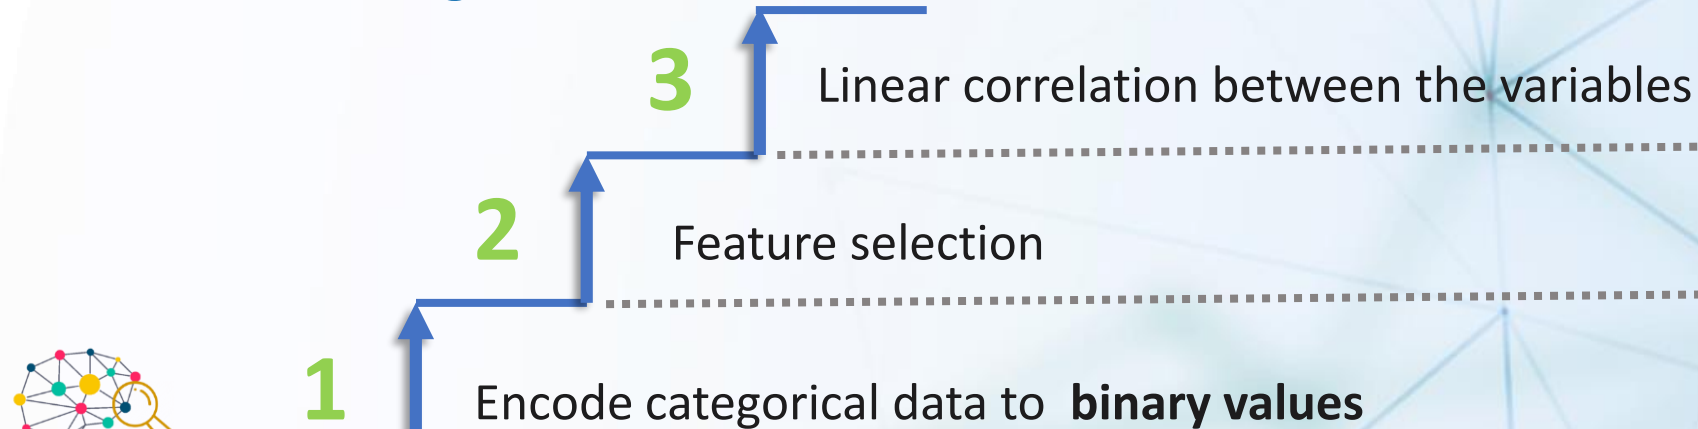 3 Linear correlation between the variables
2 Feature selection
1 Encode categorical data to binary values